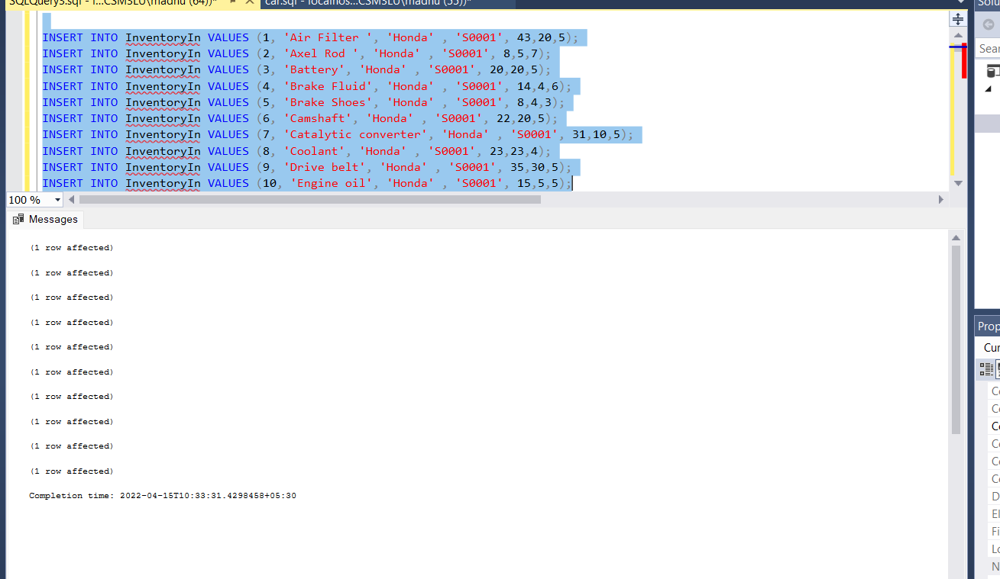 SQLQuery3.sql - l...CSM3LU\madhu (64))*
car.sql - localhos...CSM3LU\madhu (55))*
Solu
INSERT INTO InventoryIn VALUES (1, 'Air Filter ', 'Honda' , 'S0001', 43,20,5);
INSERT INTO InventoryIn VALUES (2, 'Axel Rod ', 'Honda' , 'S0001', 8,5,7);
INSERT INTO InventoryIn VALUES (3, 'Battery', 'Honda' , 'S0001', 20,20,5);
INSERT INTO InventoryIn VALUES (4, 'Brake Fluid', 'Honda' , 'S0001', 14,4,6);
INSERT INTO InventoryIn VALUES (5, 'Brake Shoes', 'Honda' , 'S0001', 8,4,3);
INSERT INTO InventoryIn VALUES (6, 'Camshaft', 'Honda' , 'S0001', 22,20,5);
INSERT INTO InventoryIn VALUES (7, 'Catalytic converter', 'Honda' , 'S0001', 31,10,5);
INSERT INTO InventoryIn VALUES (8, 'Coolant', 'Honda' , 'S0001', 23,23,4);
INSERT INTO InventoryIn VALUES (9, 'Drive belt', 'Honda' , 'S0001', 35,30,5);
INSERT INTO InventoryIn VALUES (10, 'Engine oil', 'Honda' , 'S0001', 15,5,5);
Sear
100 %
Messages
(1 row affected)
(1 row affected)
(1 row affected)
(1 row affected)
(1 row affected)
(1 row affected)
(1 row affected)
(1 row affected)
(1 row affected)
(1 row affected)
Completion time: 2022-04-15T10:33:31.4298458+05:30
Prop
Cur
Co
Co
Co
Co
Co
Co
D
El
Fi
Lo
N